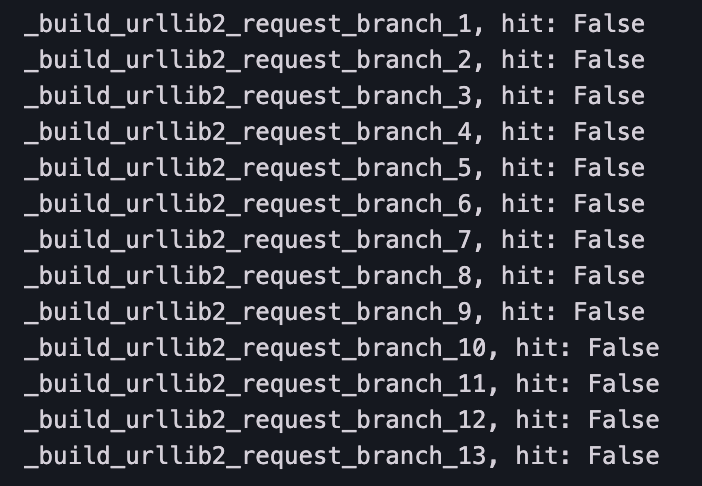 _build_urllib2_request_branch_1, hit: False
_build_urllib2_request_branch_2, hit: False
_build_urllib2_request_branch_3, hit: False
_build_urllib2_request_branch_4, hit: False
_build_urllib2_request_branch_5, hit: False
_build_urllib2_request_branch_6, hit: False
_build_urllib2_request_branch_7, hit: False
_build_urllib2_request_branch_8, hit: False
_build_urllib2_request_branch_9, hit: False
_build_urllib2_request_branch_10, hit: False
_build_urllib2_request_branch_11, hit: False
_build_urllib2_request_branch_12, hit: False
_build_urllib2_request_branch_13, hit: False